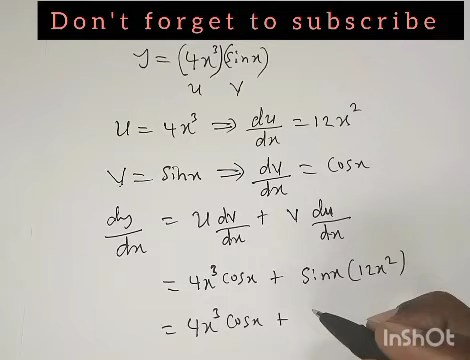 Don't forget to subscribe
y = (4x³)(sinx)
u v
u = 4x³ ⇒ du/dx = 12x²
v = sinx ⇒ dv/dx = cosx
dy/dx = u dv/dx + v du/dx
= 4x³ cosx + sinx(12x²)
= 4x³ cosx +
InShOt